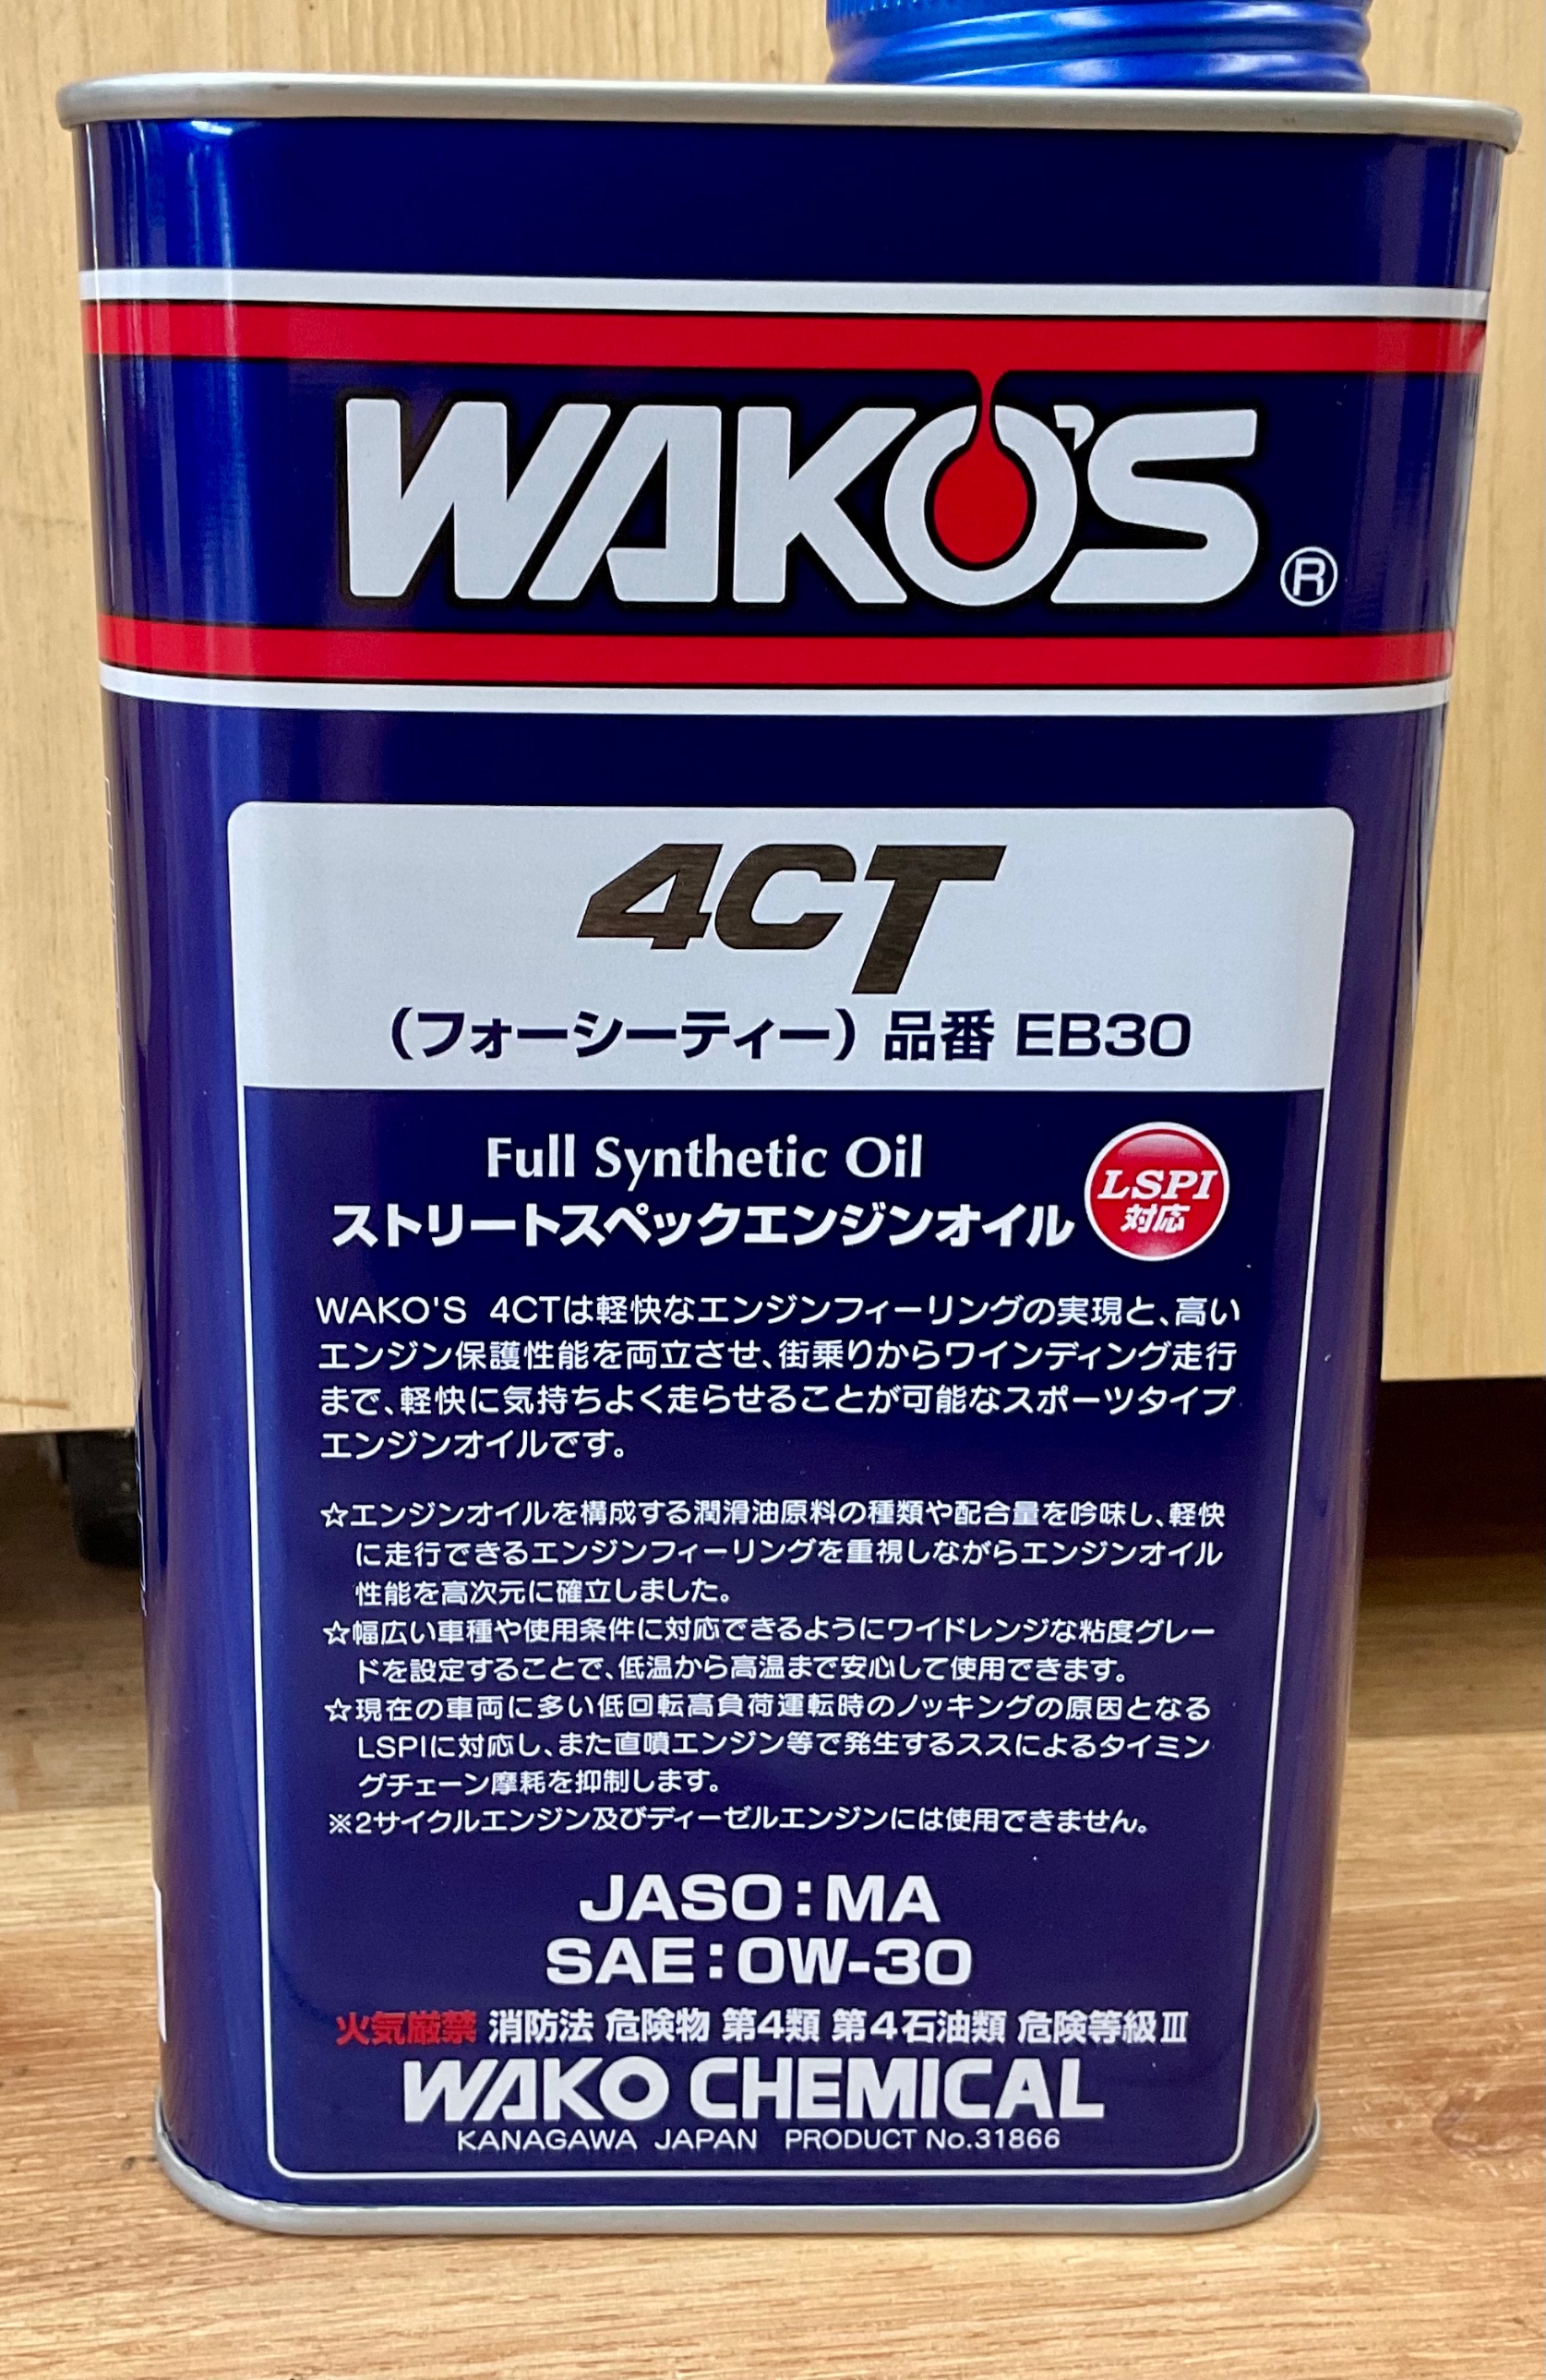 WAKO'S ®
4CT
（フォーシーティー）品番 EB30
Full Synthetic Oil
ストリートスペックエンジンオイル
LSPI
対応
WAKO'S 4CTは軽快なエンジンフィーリングの実現と、高い
エンジン保護性能を両立させ、街乗りからワインディング走行
まで、軽快に気持ちよく走らせることが可能なスポーツタイプ
エンジンオイルです。
☆エンジンオイルを構成する潤滑油原料の種類や配合量を吟味し、軽快
に走行できるエンジンフィーリングを重視しながらエンジンオイル
性能を高次元に確立しました。
☆幅広い車種や使用条件に対応できるようにワイドレンジな粘度グレー
ドを設定することで、低温から高温まで安心して使用できます。
☆現在の車両に多い低回転高負荷運転時のノッキングの原因となる
LSPIに対応し、また直噴エンジン等で発生するススによるタイミン
グチェーン摩耗を抑制します。
※2サイクルエンジン及びディーゼルエンジンには使用できません。
JASO：MA
SAE：0W-30
火気厳禁 消防法 危険物 第4類 第4石油類 危険等級Ⅲ
WAKO CHEMICAL
KANAGAWA JAPAN PRODUCT No.31866